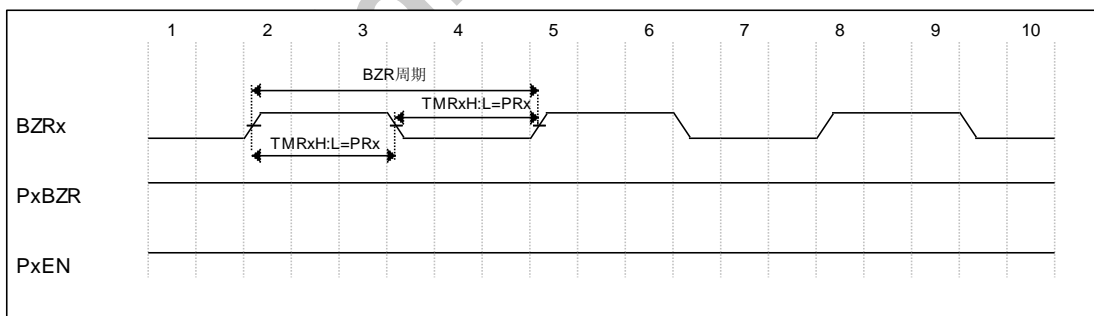 1 2 3 4 5 6 7 8 9 10
BZR周期
TMRxH:L=PRx
BZRx
TMRxH:L=PRx
PxBZR
PxEN